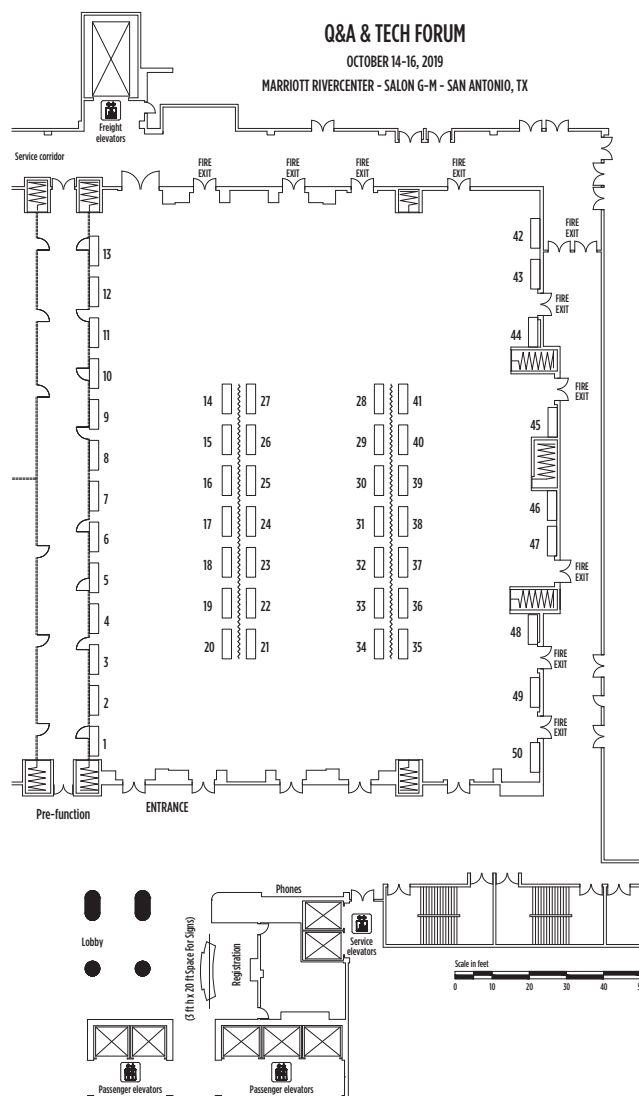 Q&A & TECH FORUM
OCTOBER 14-16, 2019
MARRIOTT RIVERCENTER - SALON G-M - SAN ANTONIO, TX
Freight
elevators
Service corridor
FIRE
EXIT
FIRE
EXIT
FIRE
EXIT
FIRE
EXIT
FIRE
EXIT
13
12
11
10
9
8
7
6
5
4
3
2
1
14
15
16
17
18
19
20
27
26
25
24
23
22
21
28
29
30
31
32
33
34
41
40
39
38
37
36
35
42
43
FIRE
EXIT
44
FIRE
EXIT
45
46
47
FIRE
EXIT
48
FIRE
EXIT
49
FIRE
EXIT
50
Pre-function
ENTRANCE
Phones
Lobby
(3 ft h x 20 ft Space For Signs)
Registration
Service
elevators
Scale in feet
0 10 20 30 40
Passenger elevators
Passenger elevators